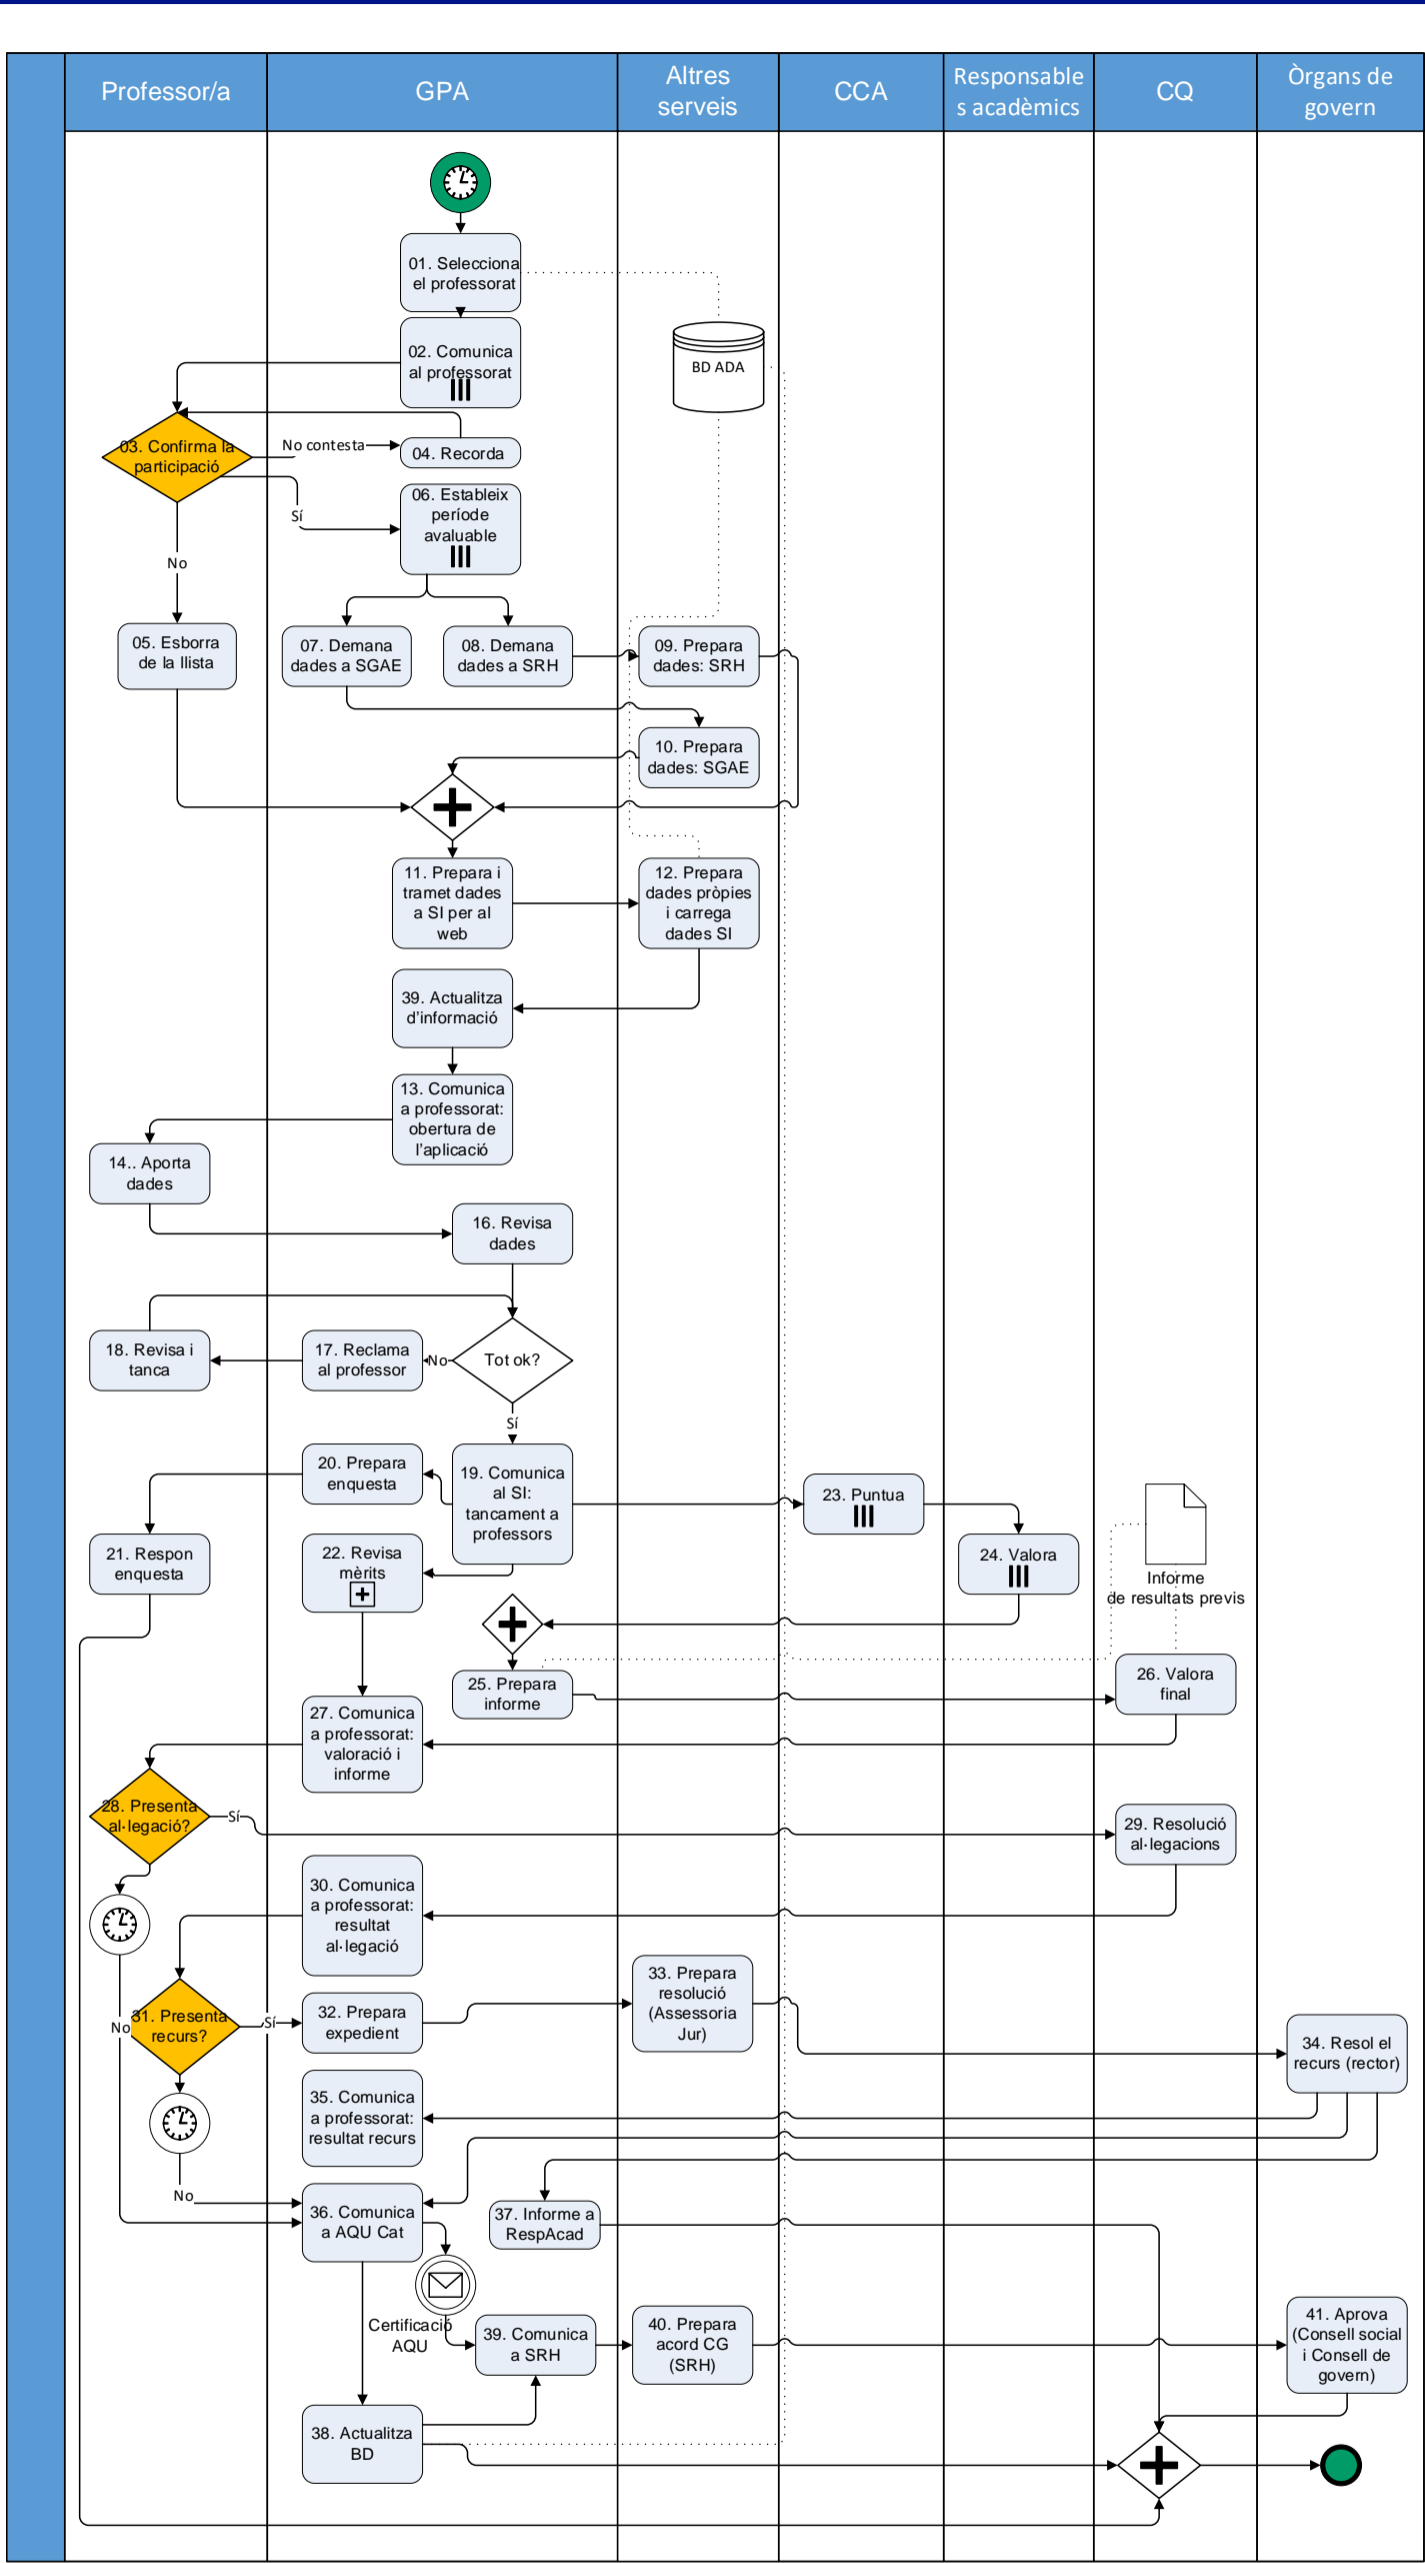 Professor/a
GPA
Altres
serveis
CCA
Responsable
s acadèmics
CQ
Òrgans de
govern
01. Selecciona
el professorat
02. Comunica
al professorat
BD ADA
03. Confirma la
participació
No contesta
04. Recorda
06. Estableix
període
avaluable
Sí
No
05. Esborra
de la llista
07. Demana
dades a SGAE
08. Demana
dades a SRH
09. Prepara
dades: SRH
10. Prepara
dades: SGAE
11. Prepara i
tramet dades
a SI per al
web
12. Prepara
dades pròpies
i carrega
dades SI
39. Actualitza
d'informació
13. Comunica
a professorat:
obertura de
l'aplicació
14.. Aporta
dades
16. Revisa
dades
18. Revisa i
tanca
17. Reclama
al professor
No
Tot ok?
Sí
20. Prepara
enquesta
19. Comunica
al SI:
tancament a
professors
23. Puntua
21. Respon
enquesta
22. Revisa
mèrits
24. Valora
Informe
de resultats previs
25. Prepara
informe
26. Valora
final
27. Comunica
a professorat:
valoració i
informe
28. Presenta
al·legació?
Sí
29. Resolució
al·legacions
30. Comunica
a professorat:
resultat
al·legació
31. Presenta
recurs?
No
Sí
32. Prepara
expedient
33. Prepara
resolució
(Assessoria
Jur)
34. Resol el
recurs (rector)
35. Comunica
a professorat:
resultat recurs
No
36. Comunica
a AQU Cat
37. Informe a
RespAcad
Certificació
AQU
39. Comunica
a SRH
40. Prepara
acord CG
(SRH)
41. Aprova
(Consell social
i Consell de
govern)
38. Actualitza
BD